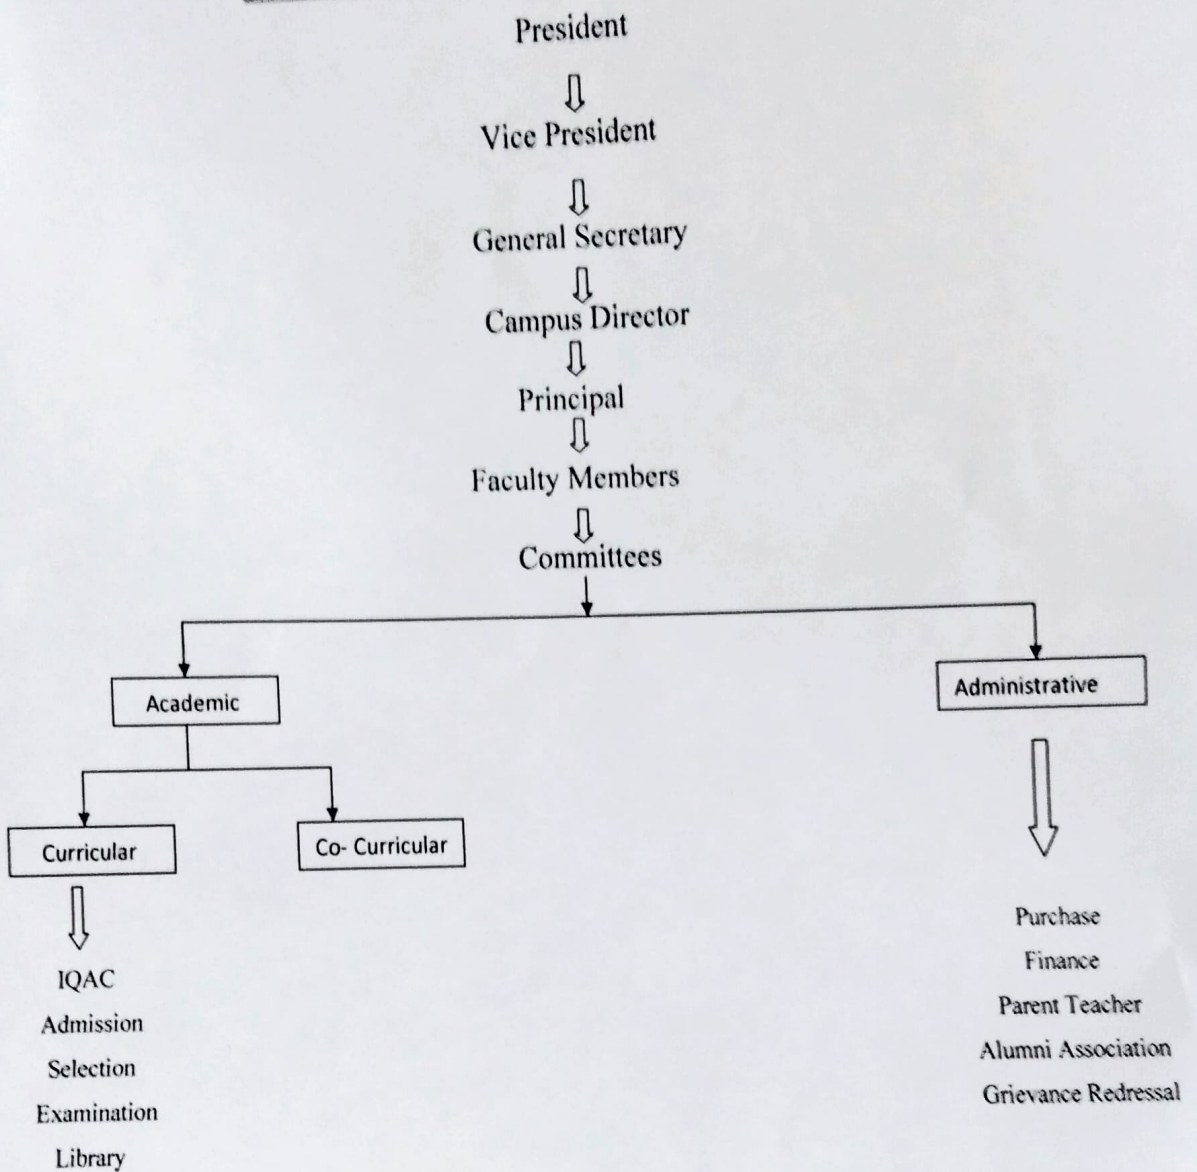 President
Vice President
General Secretary
Campus Director
Principal
Faculty Members
Committees
Academic
Administrative
Curricular
Co- Curricular
IQAC
Admission
Selection
Examination
Library
Purchase
Finance
Parent Teacher
Alumni Association
Grievance Redressal